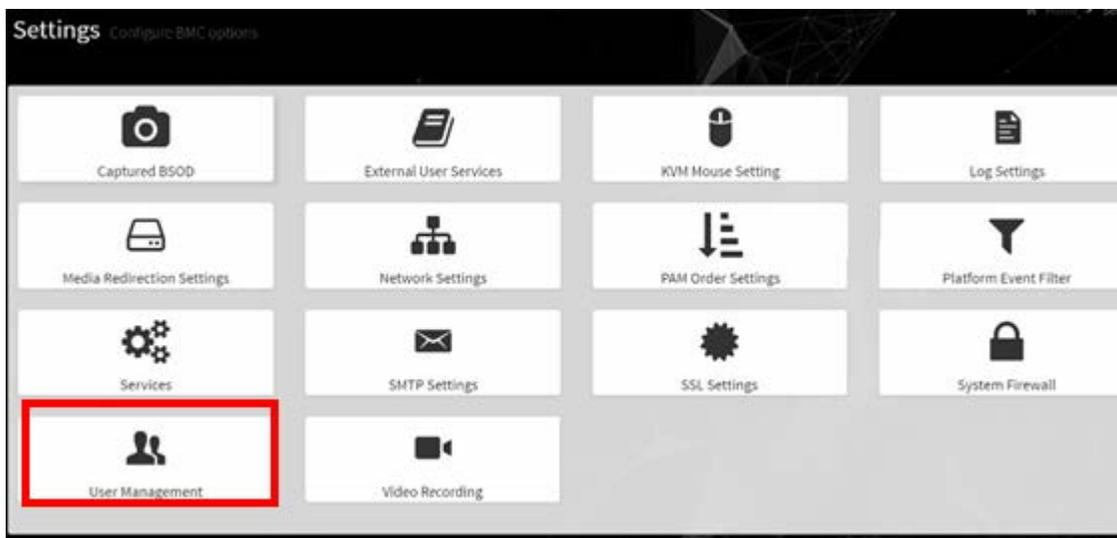 Settings Configure BMC options
Captured BSOD
External User Services
KVM Mouse Setting
Log Settings
Media Redirection Settings
Network Settings
PAM Order Settings
Platform Event Filter
Services
SMTP Settings
SSL Settings
System Firewall
User Management
Video Recording